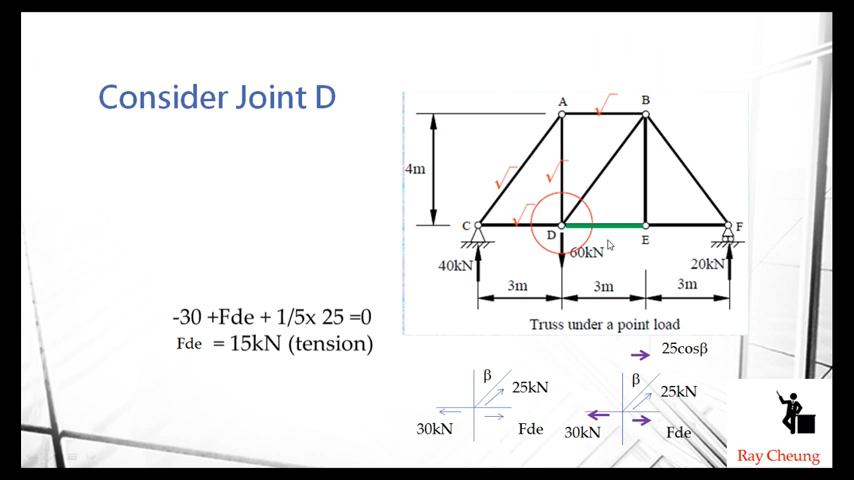 Consider Joint D
A
B
4m
C
D
E
F
60kN
40kN
20kN
3m
3m
3m
Truss under a point load
-30 +Fde + 1/5x 25 =0
Fde = 15kN (tension)
25cosβ
β
25kN
30kN
Fde
β
25kN
30kN
Fde
Ray Cheung